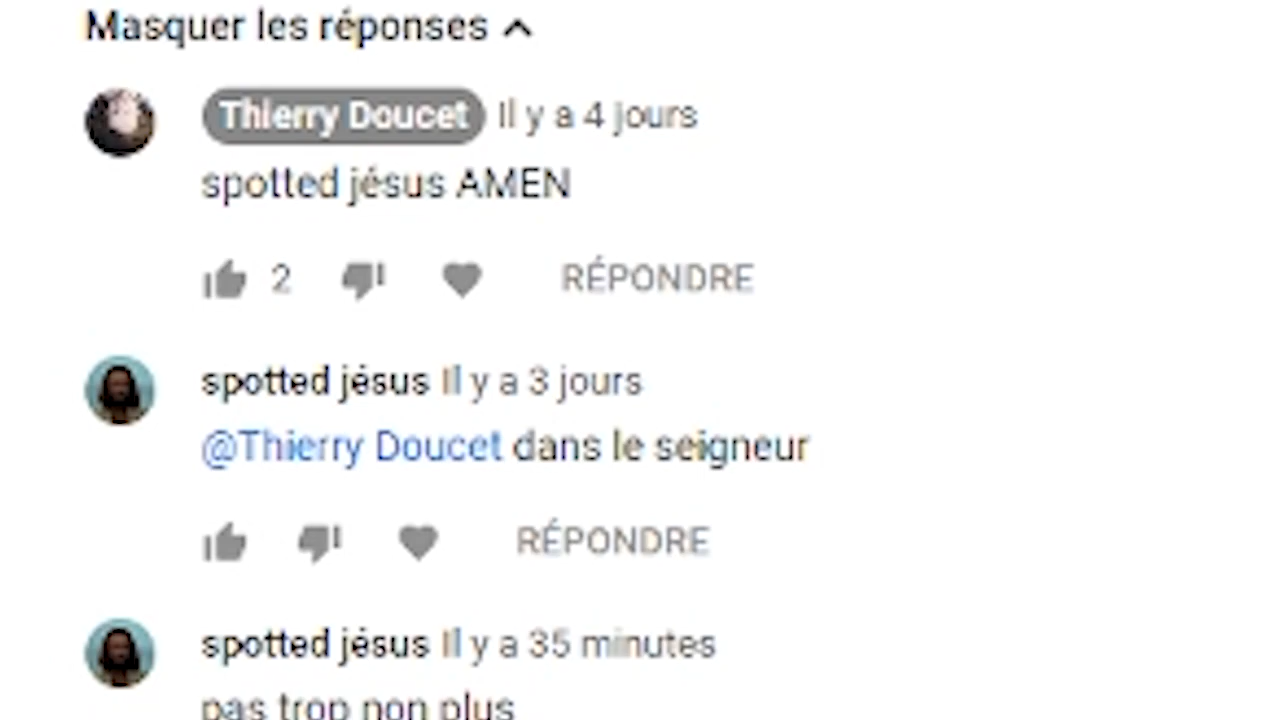 Masquer les réponses
Thierry Doucet Il y a 4 jours
spotted jésus AMEN
2 RÉPONDRE
spotted jésus Il y a 3 jours
@Thierry Doucet dans le seigneur
RÉPONDRE
spotted jésus Il y a 35 minutes
pas trop non plus